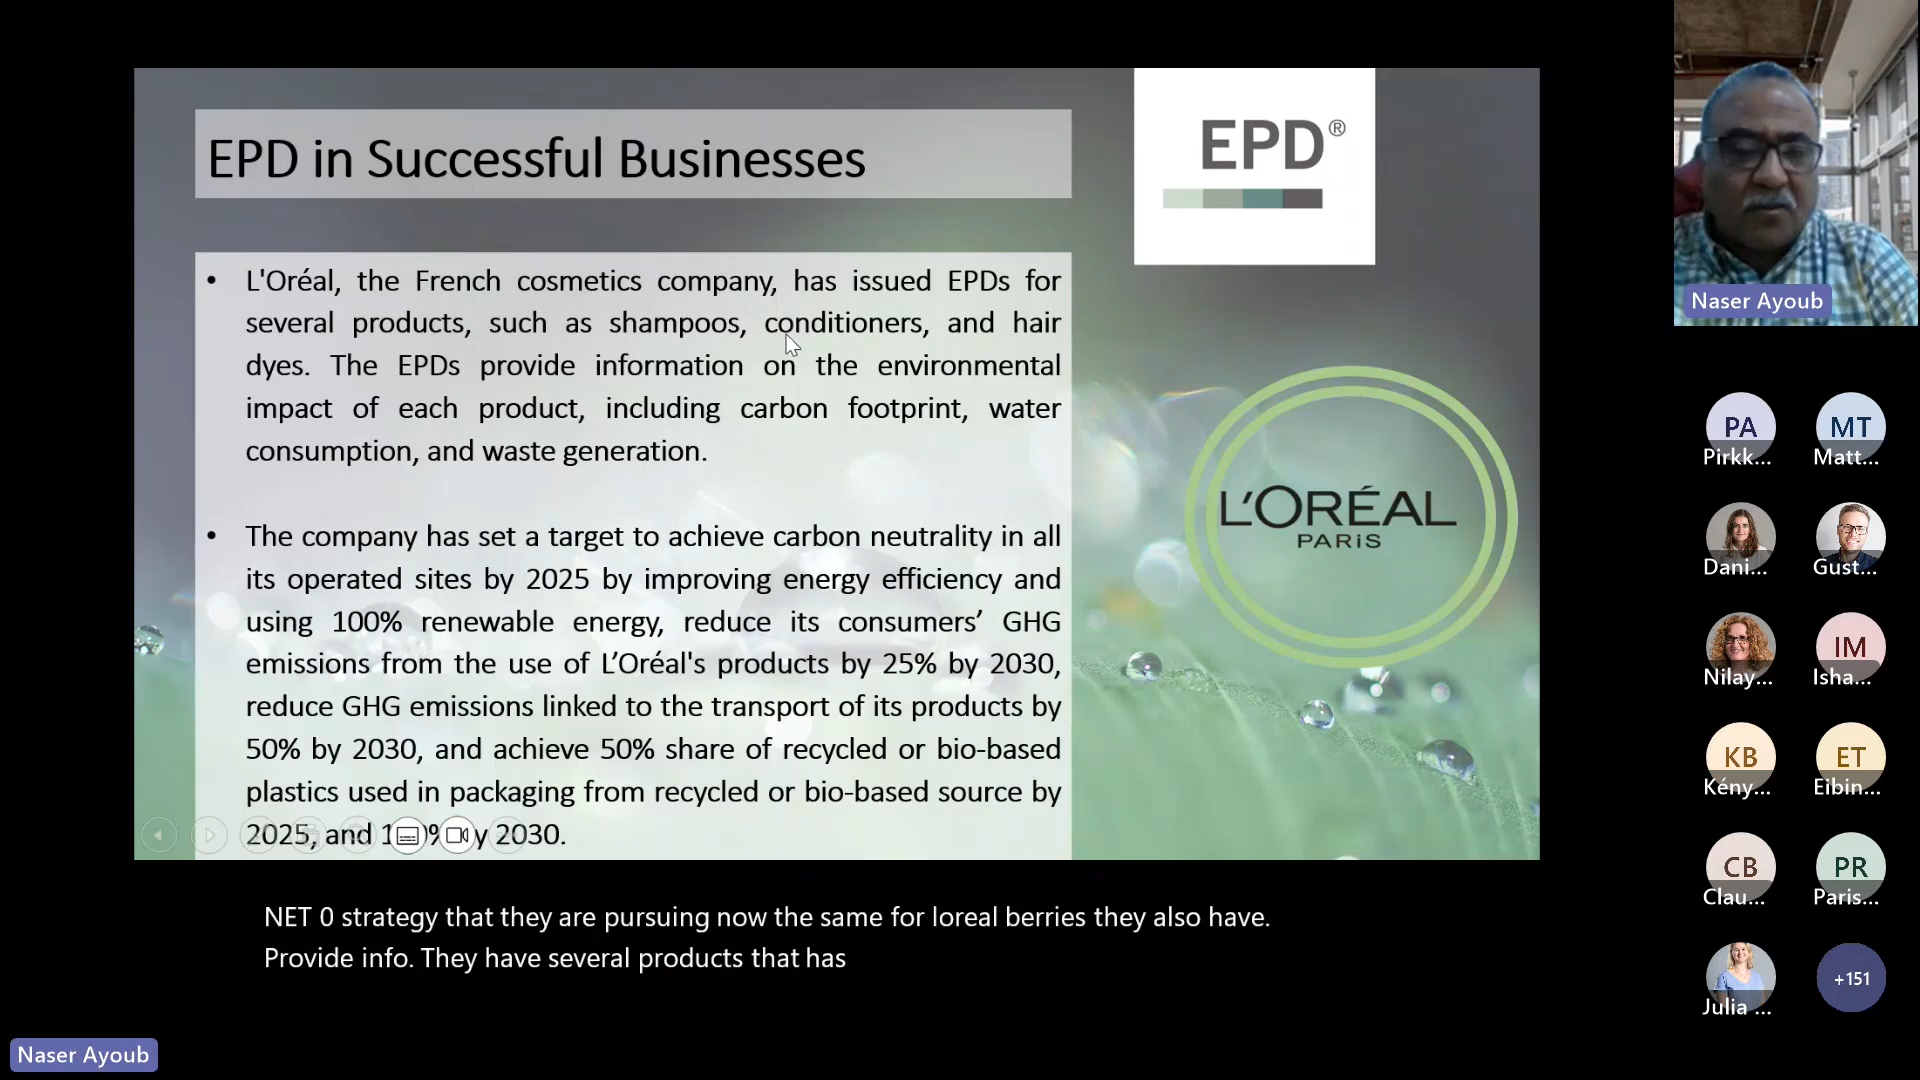 EPD in Successful Businesses
EPD®
• L'Oréal, the French cosmetics company, has issued EPDs for
several products, such as shampoos, conditioners, and hair
dyes. The EPDs provide information on the environmental
impact of each product, including carbon footprint, water
consumption, and waste generation.
• The company has set a target to achieve carbon neutrality in all
its operated sites by 2025 by improving energy efficiency and
using 100% renewable energy, reduce its consumers’ GHG
emissions from the use of L’Oréal's products by 25% by 2030,
reduce GHG emissions linked to the transport of its products by
50% by 2030, and achieve 50% share of recycled or bio-based
plastics used in packaging from recycled or bio-based source by
2025, and 100% by 2030.
L'ORÉAL
PARiS
NET 0 strategy that they are pursuing now the same for loreal berries they also have.
Provide info. They have several products that has
Naser Ayoub
Naser Ayoub
PA
Pirkk...
MT
Matt...
Dani...
Gust...
Nilay...
IM
Isha...
KB
Kény...
ET
Eibin...
CB
Clau...
PR
Paris...
Julia ...
+151